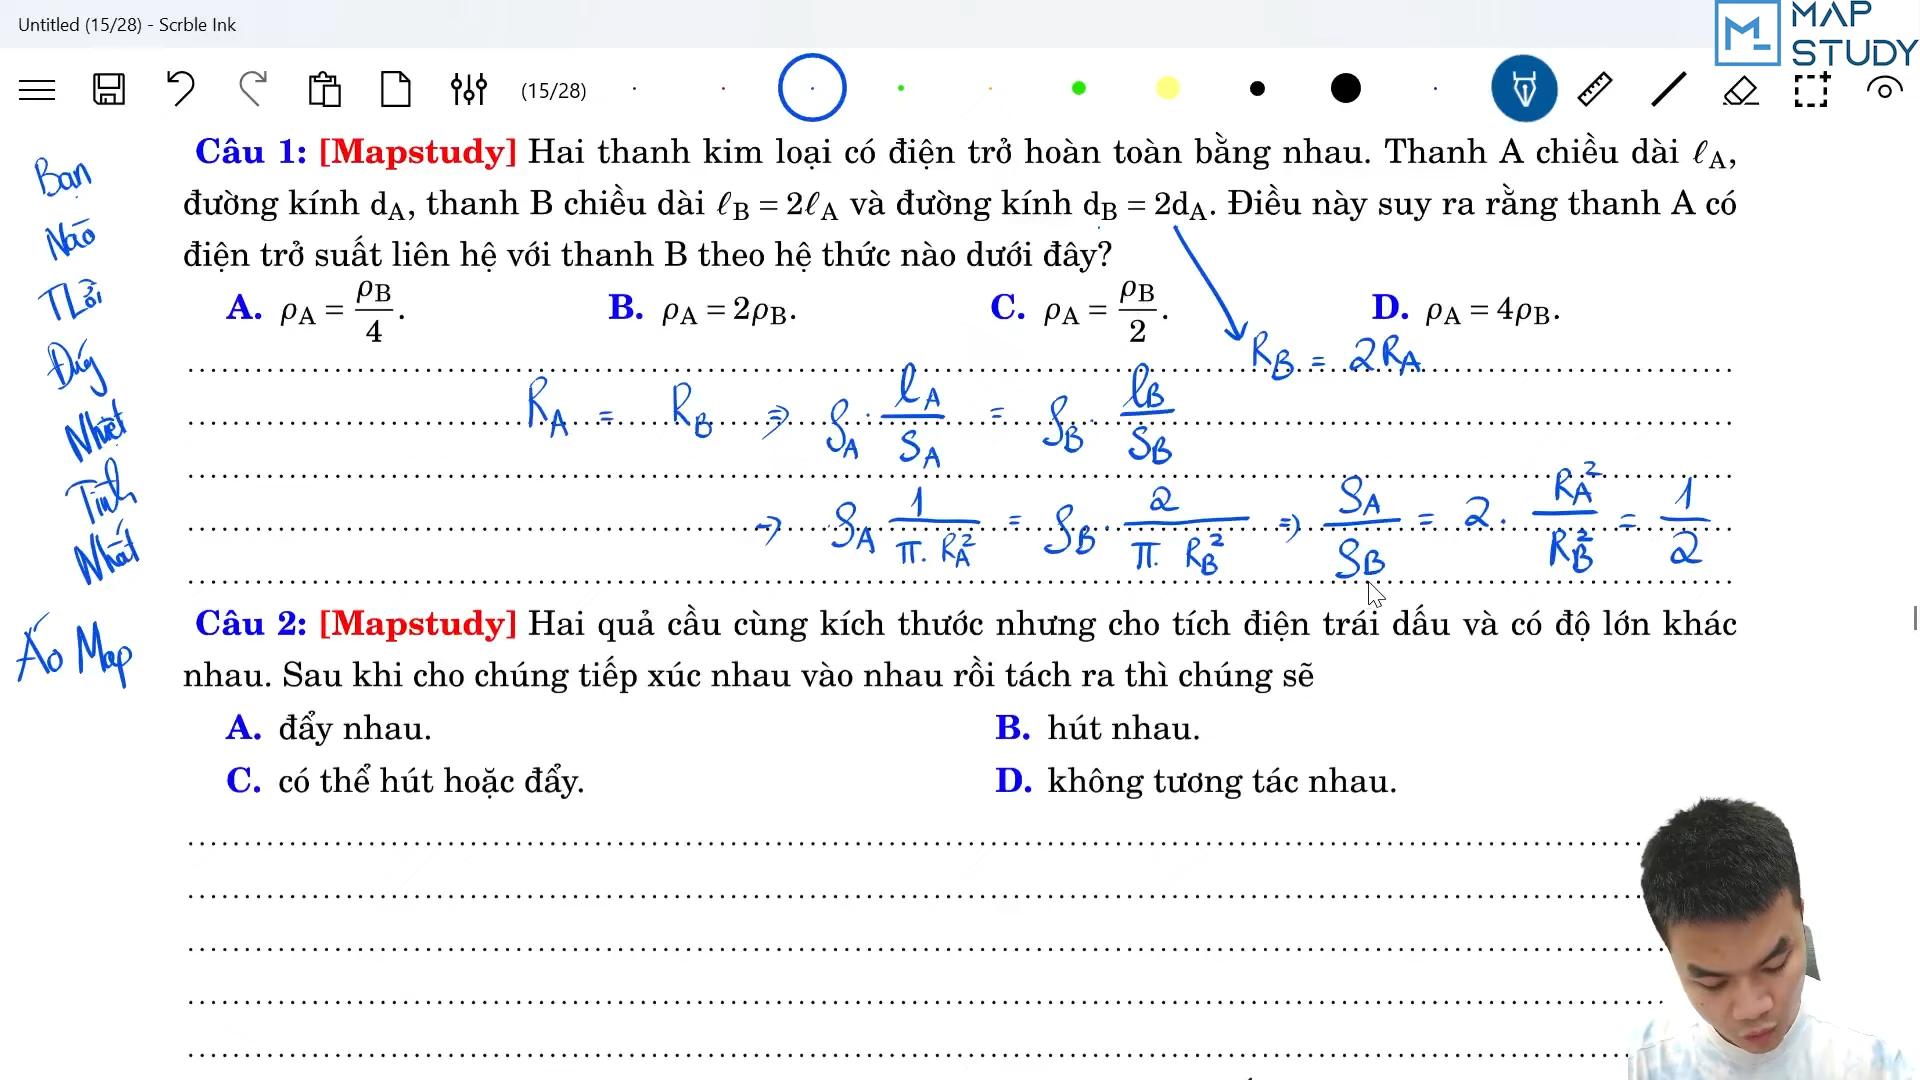 Untitled (15/28) - Scrble Ink
MAP
STUDY
(15/28)
Câu 1: [Mapstudy] Hai thanh kim loại có điện trở hoàn toàn bằng nhau. Thanh A chiều dài ℓA,
đường kính dA, thanh B chiều dài ℓB = 2ℓA và đường kính dB = 2dA. Điều này suy ra rằng thanh A có
điện trở suất liên hệ với thanh B theo hệ thức nào dưới đây?
A. ρA = ρB/4. B. ρA = 2ρB. C. ρA = ρB/2. D. ρA = 4ρB.
RB = 2RA
RA = RB ⇒ ρA · ℓA/SA = ρB · ℓB/SB
→ ρA 1/(π · RA²) = ρB · 2/(π · RB²) ⇒ ρA/ρB = 2 · RA²/RB² = 1/2
Bạn
Nào
Trả lời
Đúng
Nhiệt
Tình
Nhất
Áo Map
Câu 2: [Mapstudy] Hai quả cầu cùng kích thước nhưng cho tích điện trái dấu và có độ lớn khác
nhau. Sau khi cho chúng tiếp xúc nhau vào nhau rồi tách ra thì chúng sẽ
A. đẩy nhau. B. hút nhau.
C. có thể hút hoặc đẩy. D. không tương tác nhau.